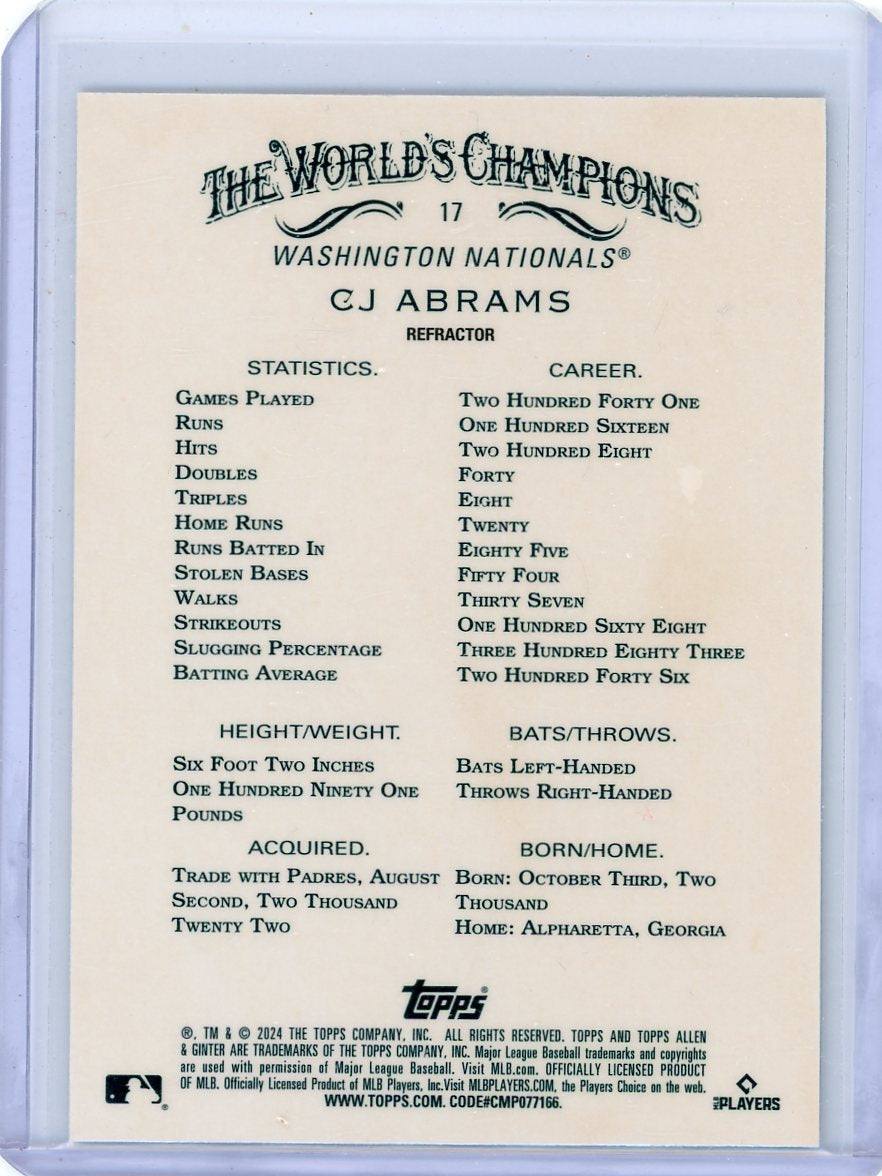 THE WORLD'S CHAMPIONS
17
WASHINGTON NATIONALS®
CJ ABRAMS
REFRACTOR
STATISTICS. CAREER.
GAMES PLAYED TWO HUNDRED FORTY ONE
RUNS ONE HUNDRED SIXTEEN
HITS TWO HUNDRED EIGHT
DOUBLES FORTY
TRIPLES EIGHT
HOME RUNS TWENTY
RUNS BATTED IN EIGHTY FIVE
STOLEN BASES FIFTY FOUR
WALKS THIRTY SEVEN
STRIKEOUTS ONE HUNDRED SIXTY EIGHT
SLUGGING PERCENTAGE THREE HUNDRED EIGHTY THREE
BATTING AVERAGE TWO HUNDRED FORTY SIX
HEIGHT/WEIGHT. BATS/THROWS.
SIX FOOT TWO INCHES BATS LEFT-HANDED
ONE HUNDRED NINETY ONE THROWS RIGHT-HANDED
POUNDS
ACQUIRED. BORN/HOME.
TRADE WITH PADRES, AUGUST BORN: OCTOBER THIRD, TWO
SECOND, TWO THOUSAND THOUSAND
TWENTY TWO HOME: ALPHARETTA, GEORGIA
Topps®
®, TM & © 2024 THE TOPPS COMPANY, INC. ALL RIGHTS RESERVED. TOPPS AND TOPPS ALLEN
& GINTER ARE TRADEMARKS OF THE TOPPS COMPANY, INC. Major League Baseball trademarks and copyrights
are used with permission of Major League Baseball. Visit MLB.com. OFFICIALLY LICENSED PRODUCT
OF MLB. Officially Licensed Product of MLB Players, Inc.Visit MLBPLAYERS.COM, the Players Choice on the web.
WWW.TOPPS.COM. CODE#CMP077166.
MLB PLAYERS